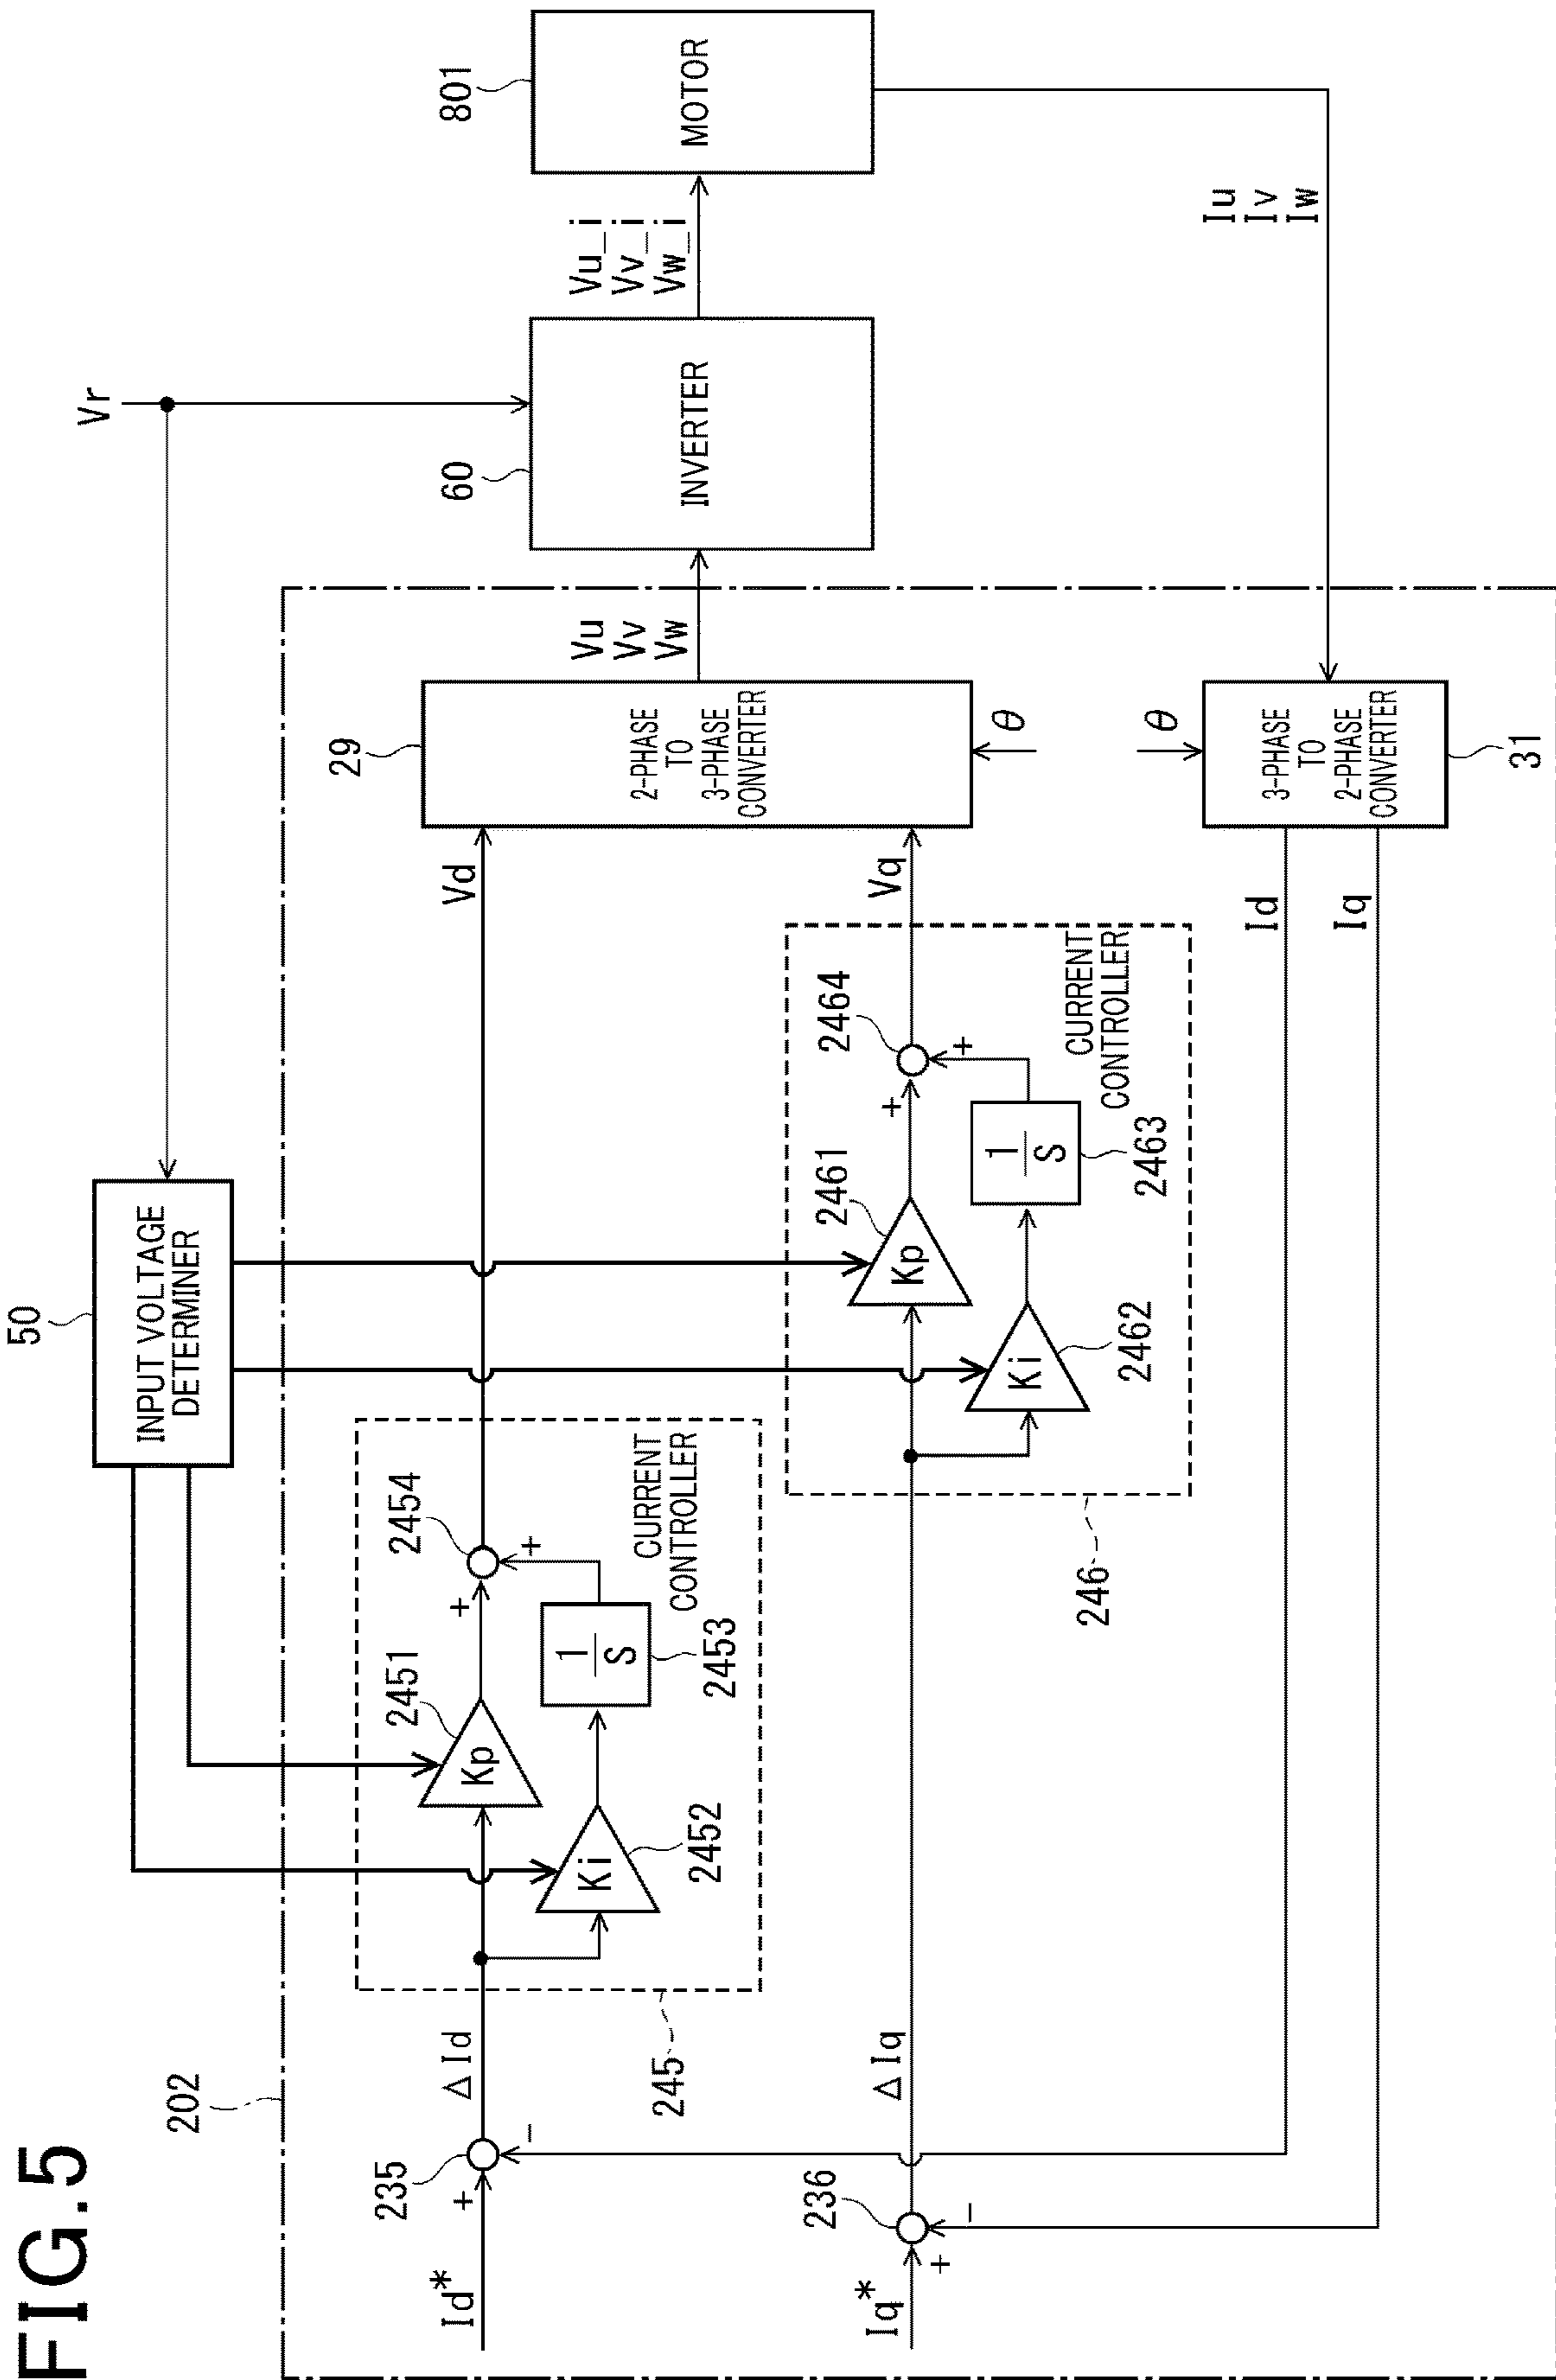 FIG.5
202
50
INPUT VOLTAGE
DETERMINER
Vr
Id*
+
-
235
Δ Id
245
Ki
2452
Kp
2451
1
S
2453
+
+
2454
CURRENT
CONTROLLER
Vd
29
2-PHASE
TO
3-PHASE
CONVERTER
θ
Vu
Vv
Vw
60
INVERTER
Vu_i
Vv_i
Vw_i
801
MOTOR
Iq*
+
-
236
Δ Iq
246
Ki
2462
Kp
2461
1
S
2463
+
+
2464
CURRENT
CONTROLLER
Vq
Id
Iq
θ
3-PHASE
TO
2-PHASE
CONVERTER
31
Iu
Iv
Iw